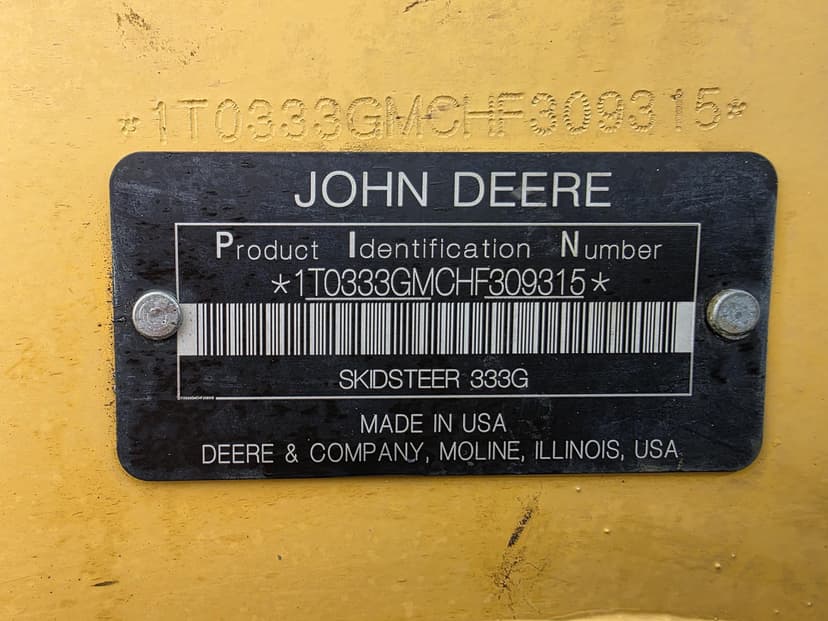 *1T0333GMCHF309315*
JOHN DEERE
Product Identification Number
*1T0333GMCHF309315*
SKIDSTEER 333G
MADE IN USA
DEERE & COMPANY, MOLINE, ILLINOIS, USA